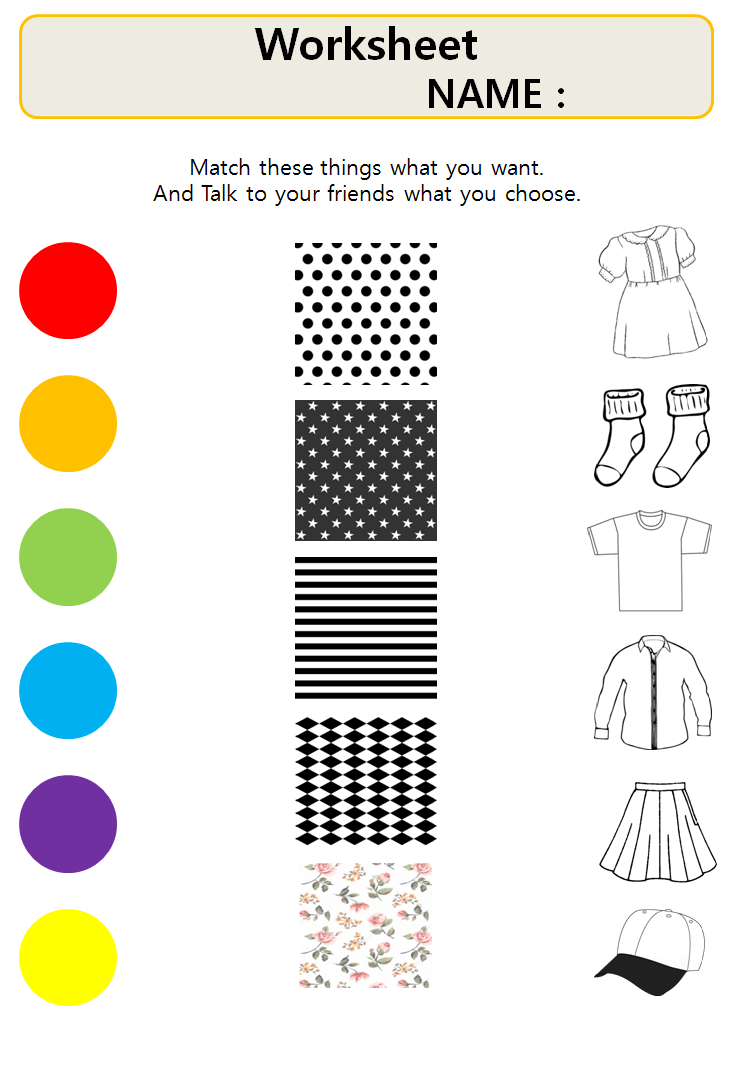 Worksheet
NAME :
Match these things what you want.
And Talk to your friends what you choose.